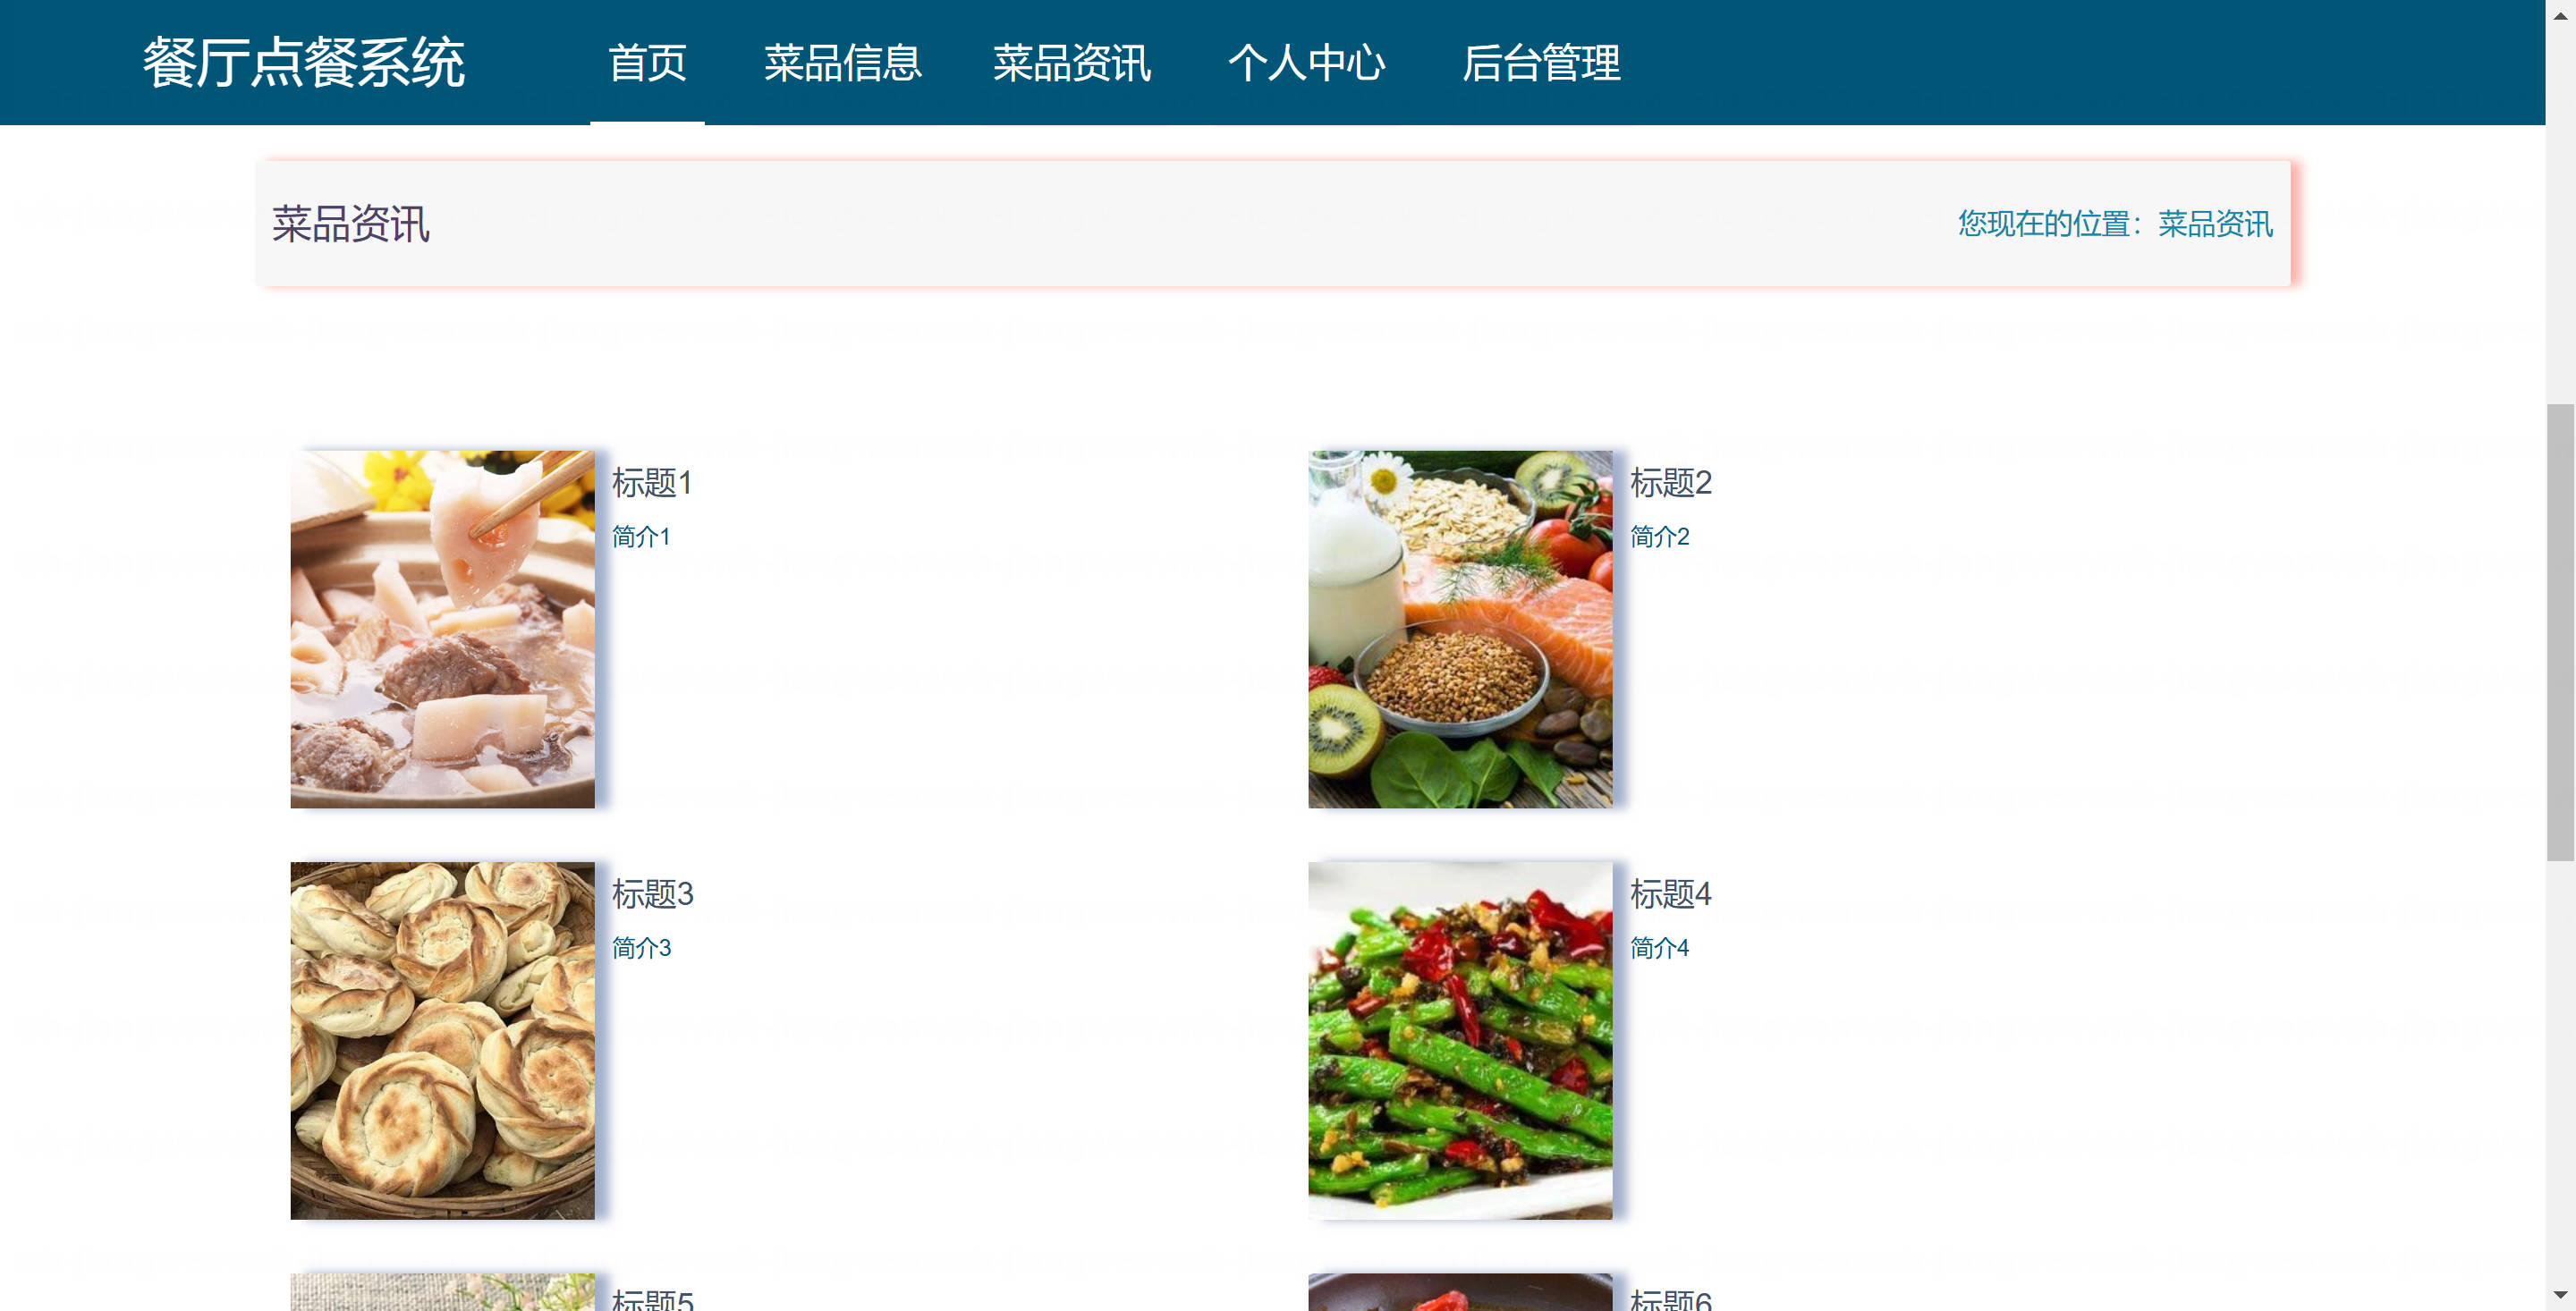 餐厅点餐系统 首页 菜品信息 菜品资讯 个人中心 后台管理
菜品资讯 您现在的位置：菜品资讯
标题1
简介1
标题2
简介2
标题3
简介3
标题4
简介4
标题5
标题6